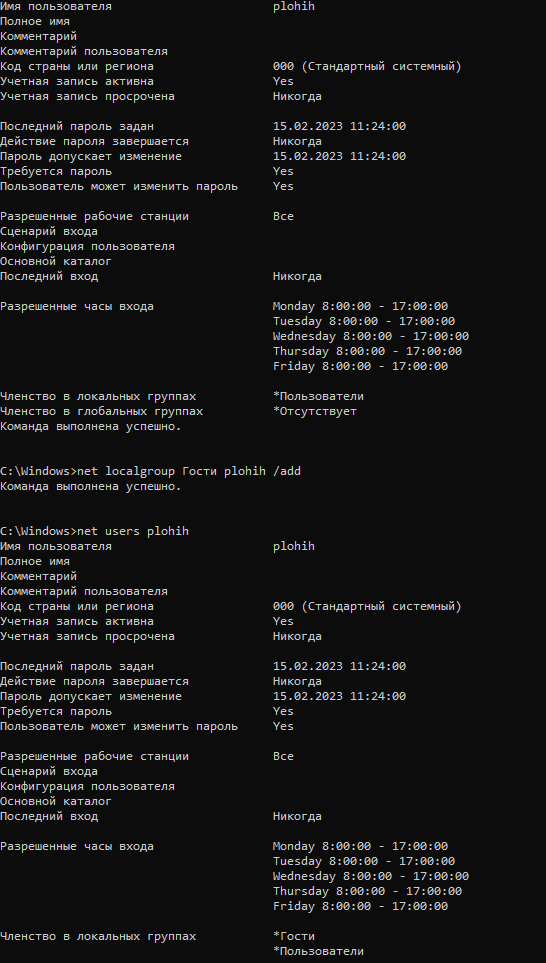 Имя пользователя                       plohih
Полное имя
Комментарий
Комментарий пользователя
Код страны или региона                 000 (Стандартный системный)
Учетная запись активна                 Yes
Учетная запись просрочена              Никогда
Последний пароль задан                 15.02.2023 11:24:00
Действие пароля завершается            Никогда
Пароль допускает изменение             15.02.2023 11:24:00
Требуется пароль                       Yes
Пользователь может изменить пароль     Yes
Разрешенные рабочие станции            Все
Сценарий входа
Конфигурация пользователя
Основной каталог
Последний вход                         Никогда
Разрешенные часы входа                 Monday 8:00:00 - 17:00:00
                                       Tuesday 8:00:00 - 17:00:00
                                       Wednesday 8:00:00 - 17:00:00
                                       Thursday 8:00:00 - 17:00:00
                                       Friday 8:00:00 - 17:00:00
Членство в локальных группах           *Пользователи
Членство в глобальных группах          *Отсутствует
Команда выполнена успешно.
C:\Windows>net localgroup Гости plohih /add
Команда выполнена успешно.
C:\Windows>net users plohih
Имя пользователя                       plohih
Полное имя
Комментарий
Комментарий пользователя
Код страны или региона                 000 (Стандартный системный)
Учетная запись активна                 Yes
Учетная запись просрочена              Никогда
Последний пароль задан                 15.02.2023 11:24:00
Действие пароля завершается            Никогда
Пароль допускает изменение             15.02.2023 11:24:00
Требуется пароль                       Yes
Пользователь может изменить пароль     Yes
Разрешенные рабочие станции            Все
Сценарий входа
Конфигурация пользователя
Основной каталог
Последний вход                         Никогда
Разрешенные часы входа                 Monday 8:00:00 - 17:00:00
                                       Tuesday 8:00:00 - 17:00:00
                                       Wednesday 8:00:00 - 17:00:00
                                       Thursday 8:00:00 - 17:00:00
                                       Friday 8:00:00 - 17:00:00
Членство в локальных группах           *Гости
                                       *Пользователи